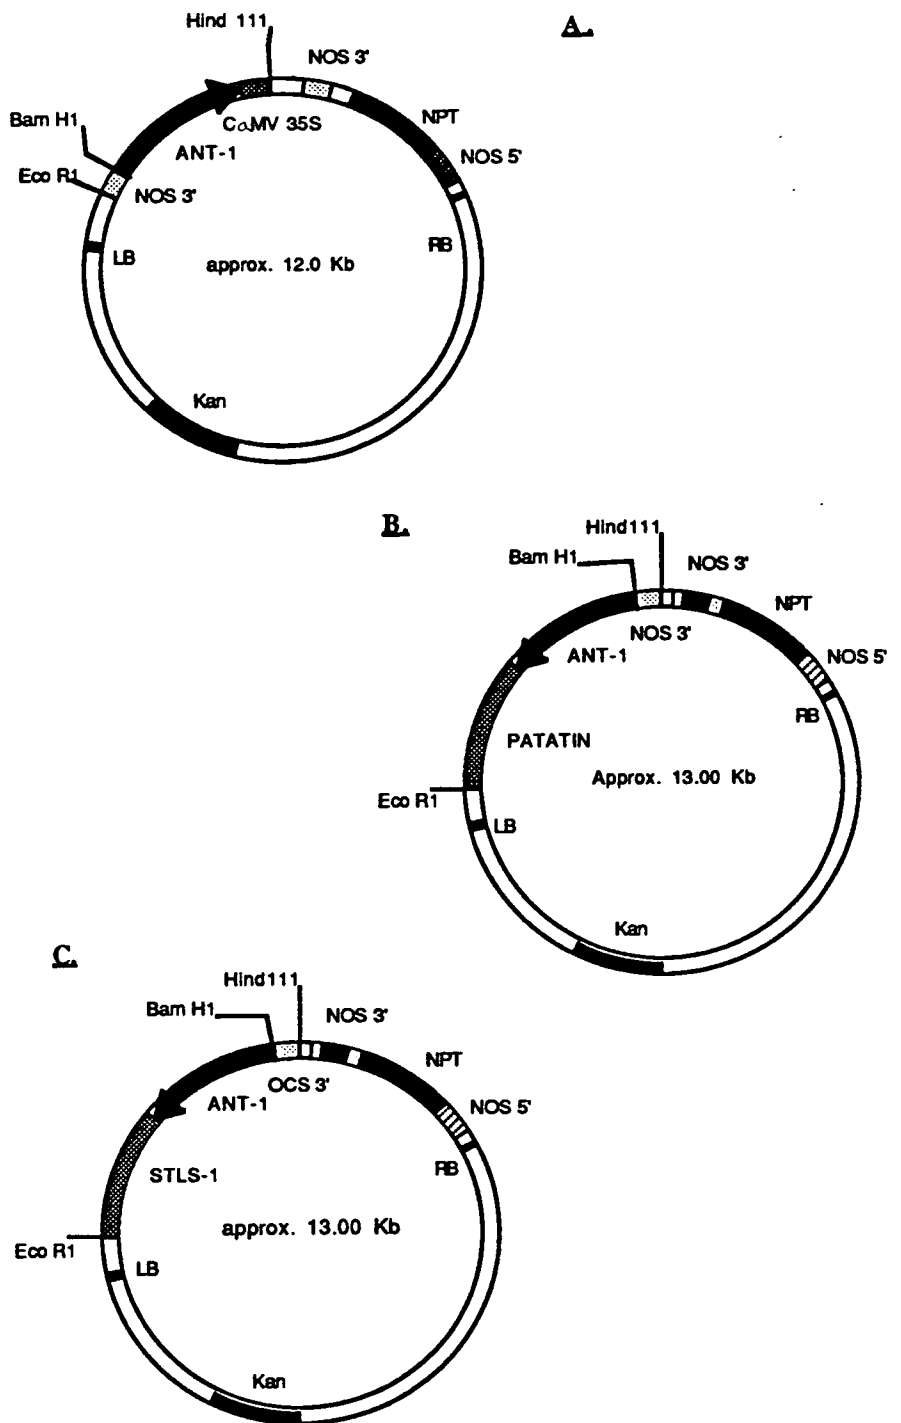 Hind 111
A.
NOS 3'
Bam H1
CaMV 35S
NPT
ANT-1
NOS 5'
Eco R1
NOS 3'
RB
LB
approx. 12.0 Kb
Kan
B.
Hind111
Bam H1
NOS 3'
NPT
NOS 3'
ANT-1
NOS 5'
RB
PATATIN
Approx. 13.00 Kb
Eco R1
LB
Kan
C.
Hind111
Bam H1
NOS 3'
NPT
OCS 3'
ANT-1
NOS 5'
RB
STLS-1
approx. 13.00 Kb
Eco R1
LB
Kan